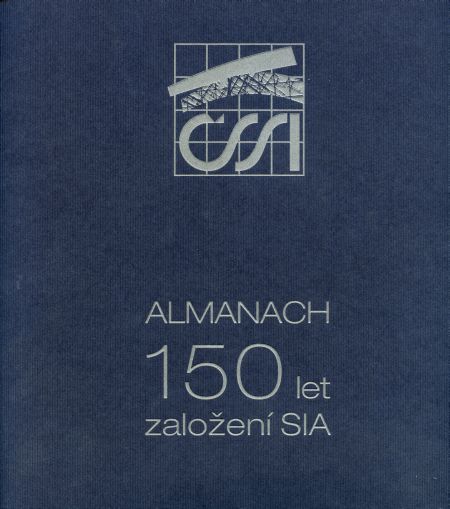 ČSSI
ALMANACH
150 let
založení SIA